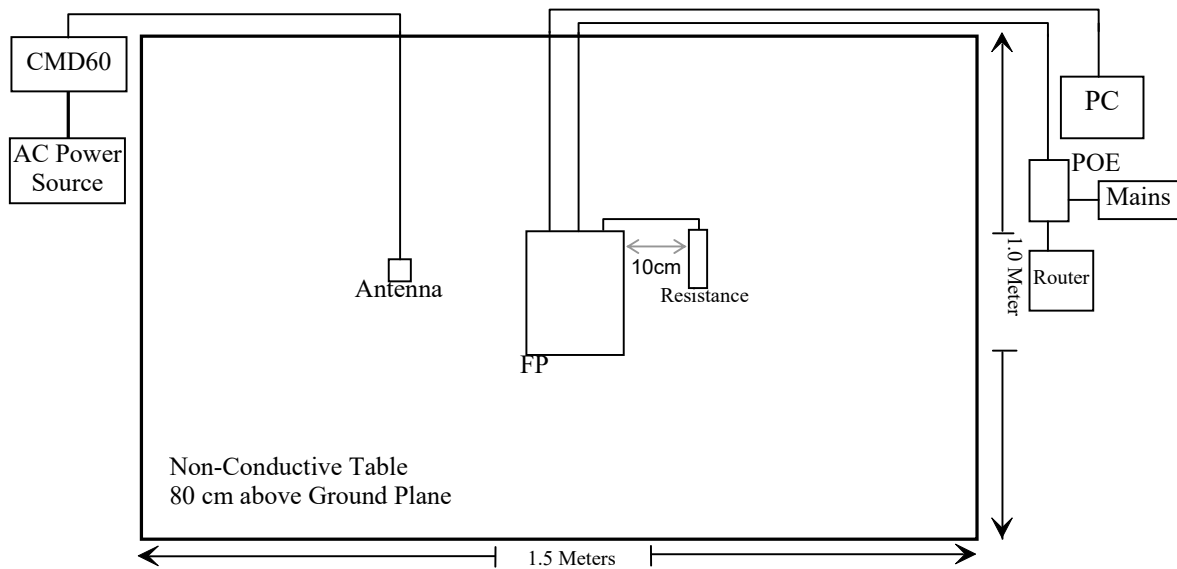 CMD60
AC Power
Source
PC
POE
Mains
Router
1.0 Meter
10cm
Antenna
Resistance
FP
Non-Conductive Table
80 cm above Ground Plane
1.5 Meters